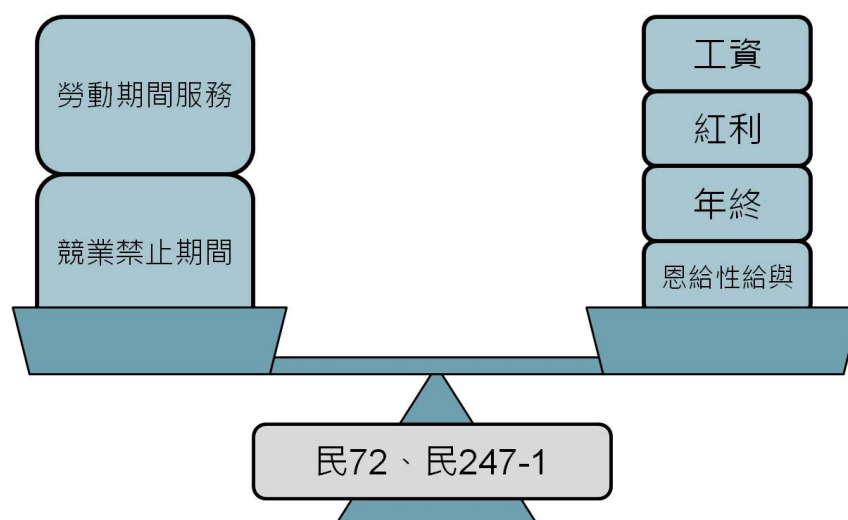 勞動期間服務
競業禁止期間
工資
紅利
年終
恩給性給與
民72、民247-1